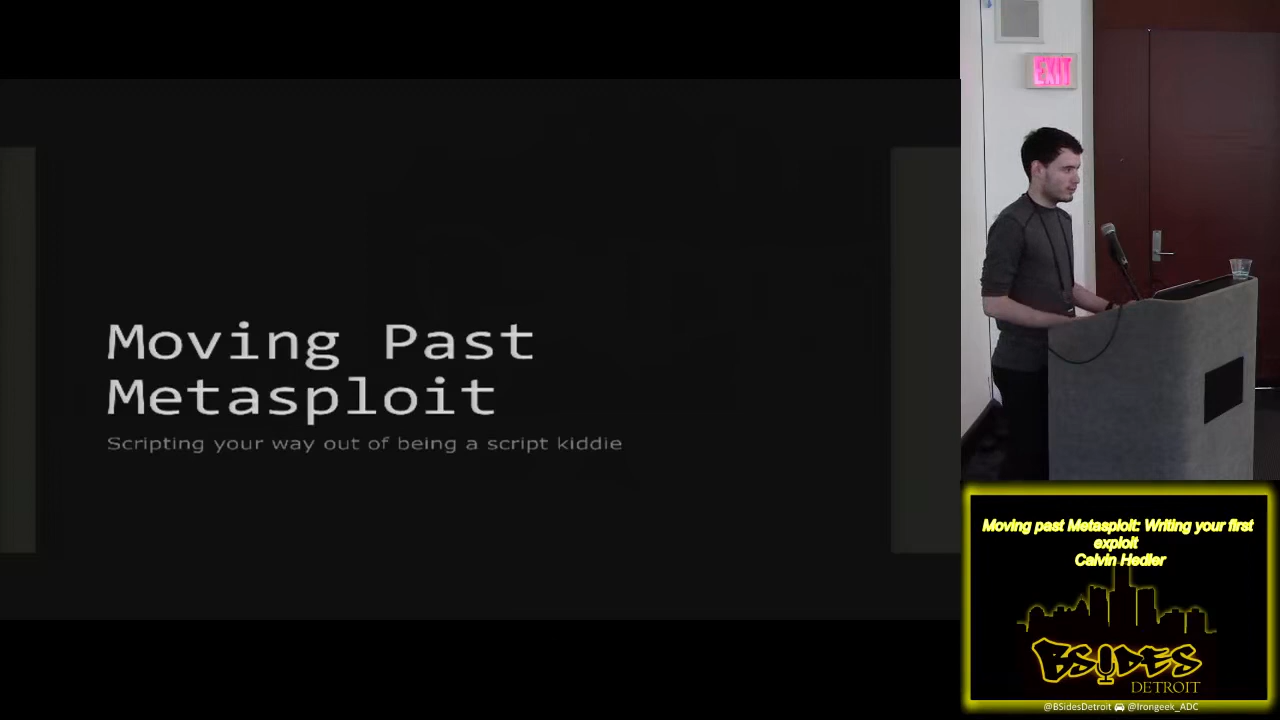 Moving Past
Metasploit
Scripting your way out of being a script kiddie
EXIT
Moving past Metasploit: Writing your first
exploit
Calvin Hedler
BSIDES
DETROIT
@BSidesDetroit @Irongeek_ADC